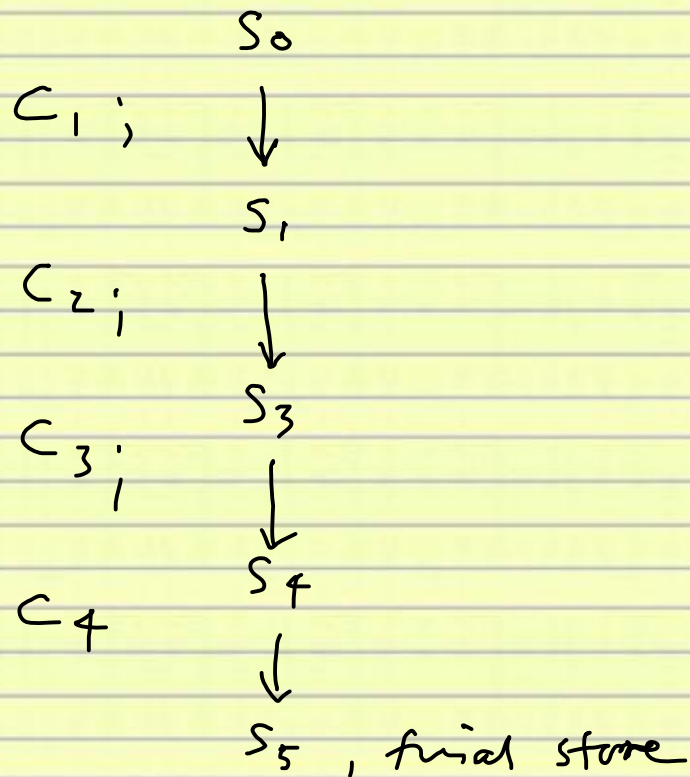 S0
C1 ;
S1
C2 ;
S3
C3 ;
S4
C4
S5 , final store